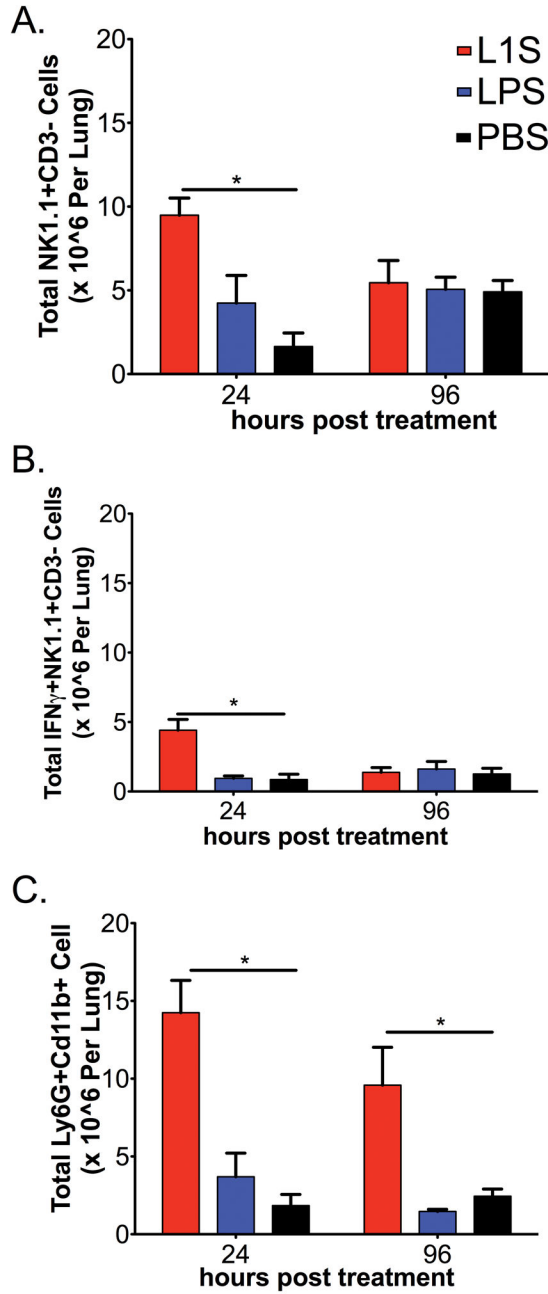 A.
Total NK1.1+CD3- Cells
(x 10^6 Per Lung)
20
15
10
5
0
*
L1S
LPS
PBS
24
96
hours post treatment
B.
Total IFNγ+NK1.1+CD3- Cells
(x 10^6 Per Lung)
20
15
10
5
0
*
24
96
hours post treatment
C.
Total Ly6G+Cd11b+ Cell
(x 10^6 Per Lung)
20
15
10
5
0
*
*
24
96
hours post treatment